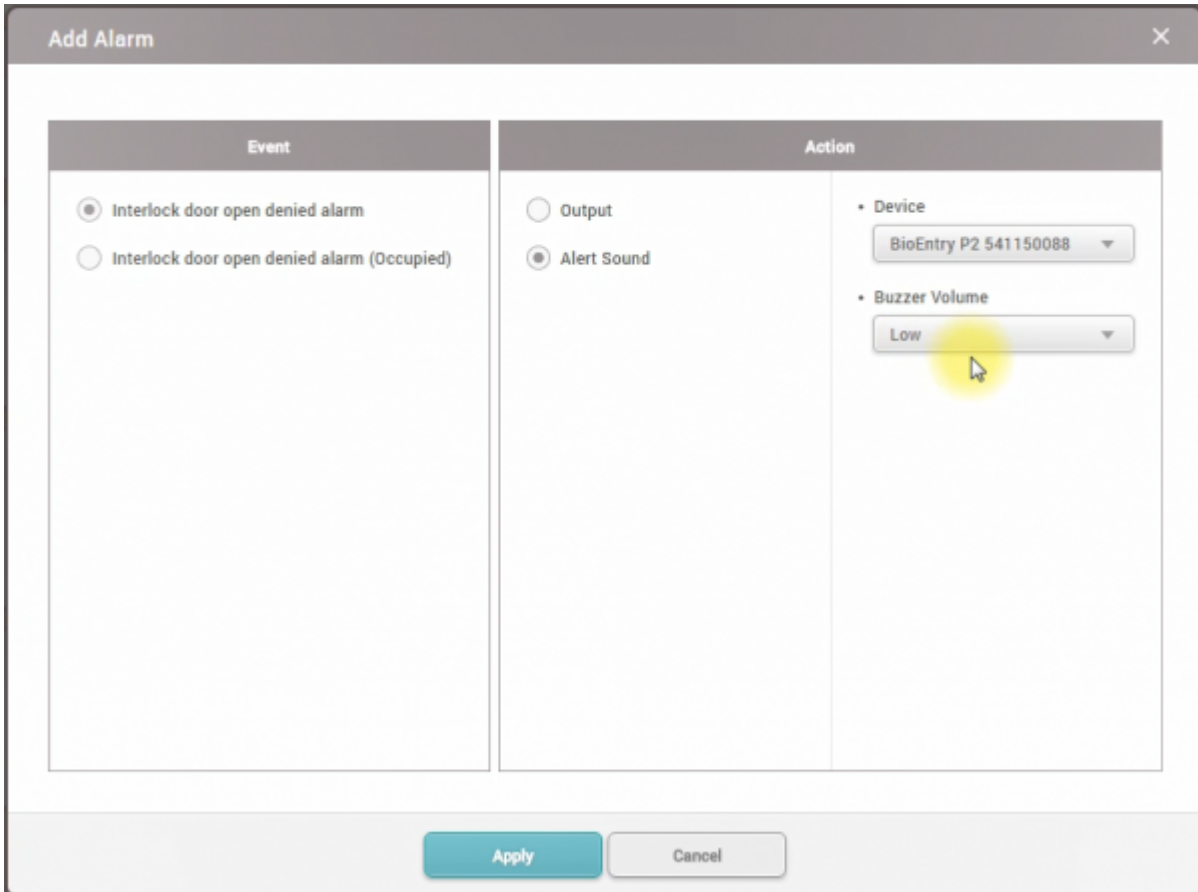 Add Alarm
Event
Action
Interlock door open denied alarm
Interlock door open denied alarm (Occupied)
Output
Alert Sound
• Device
BioEntry P2 541150088
• Buzzer Volume
Low
Apply
Cancel